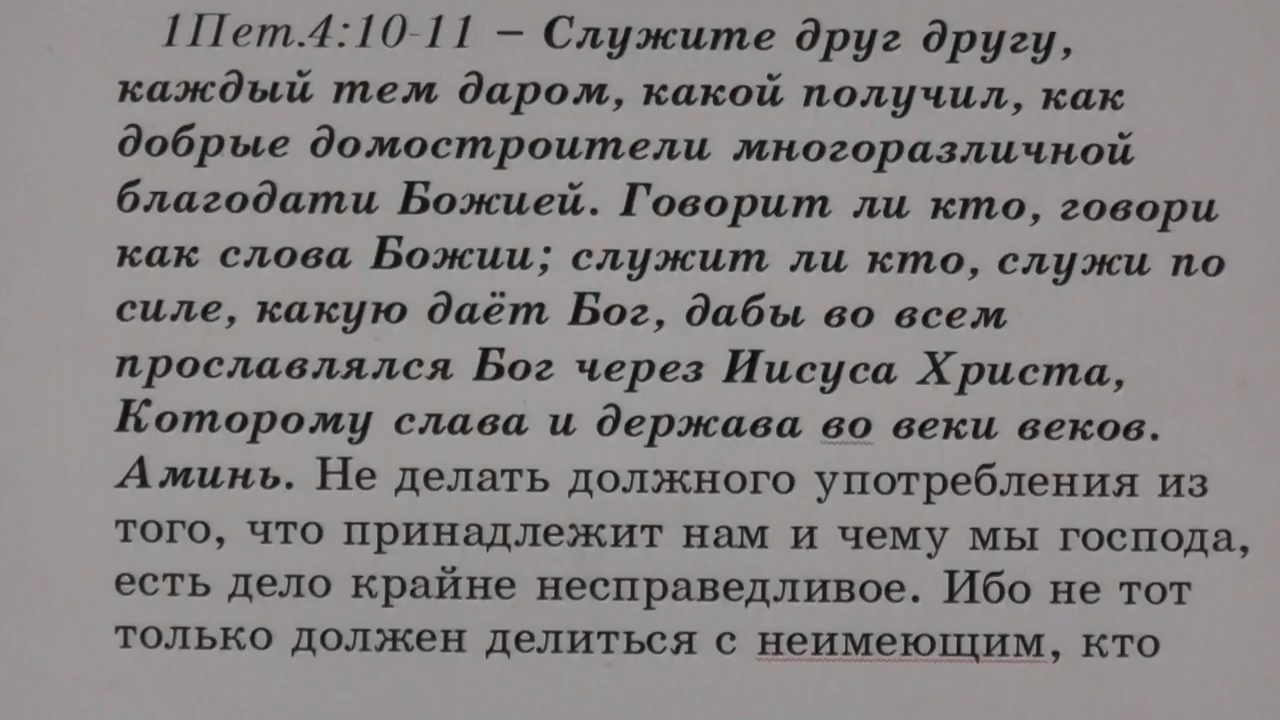 1Пет.4:10-11 – Служите друг другу,
каждый тем даром, какой получил, как
добрые домостроители многоразличной
благодати Божией. Говорит ли кто, говори
как слова Божии; служит ли кто, служи по
силе, какую даёт Бог, дабы во всем
прославлялся Бог через Иисуса Христа,
Которому слава и держава во веки веков.
Аминь. Не делать должного употребления из
того, что принадлежит нам и чему мы господа,
есть дело крайне несправедливое. Ибо не тот
только должен делиться с неимеющим, кто